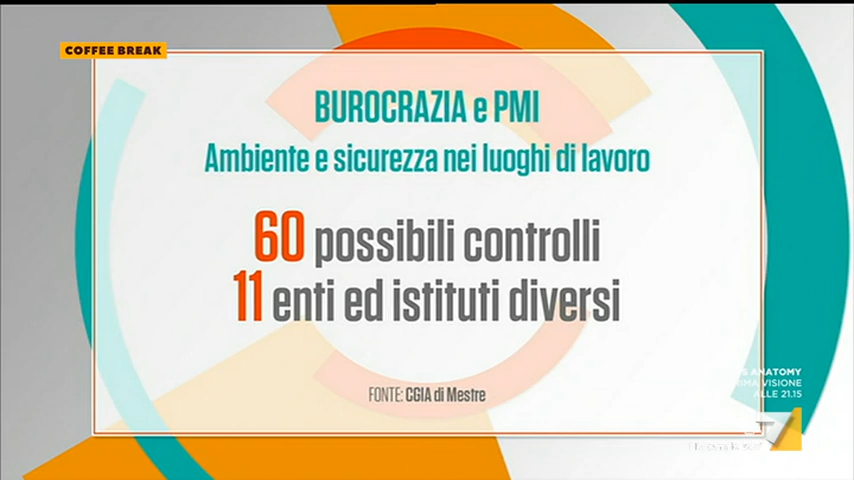 COFFEE BREAK
BUROCRAZIA e PMI
Ambiente e sicurezza nei luoghi di lavoro
60 possibili controlli
11 enti ed istituti diversi
FONTE: CGIA di Mestre
ANATOMY
VISIONE
ALLE 21.15